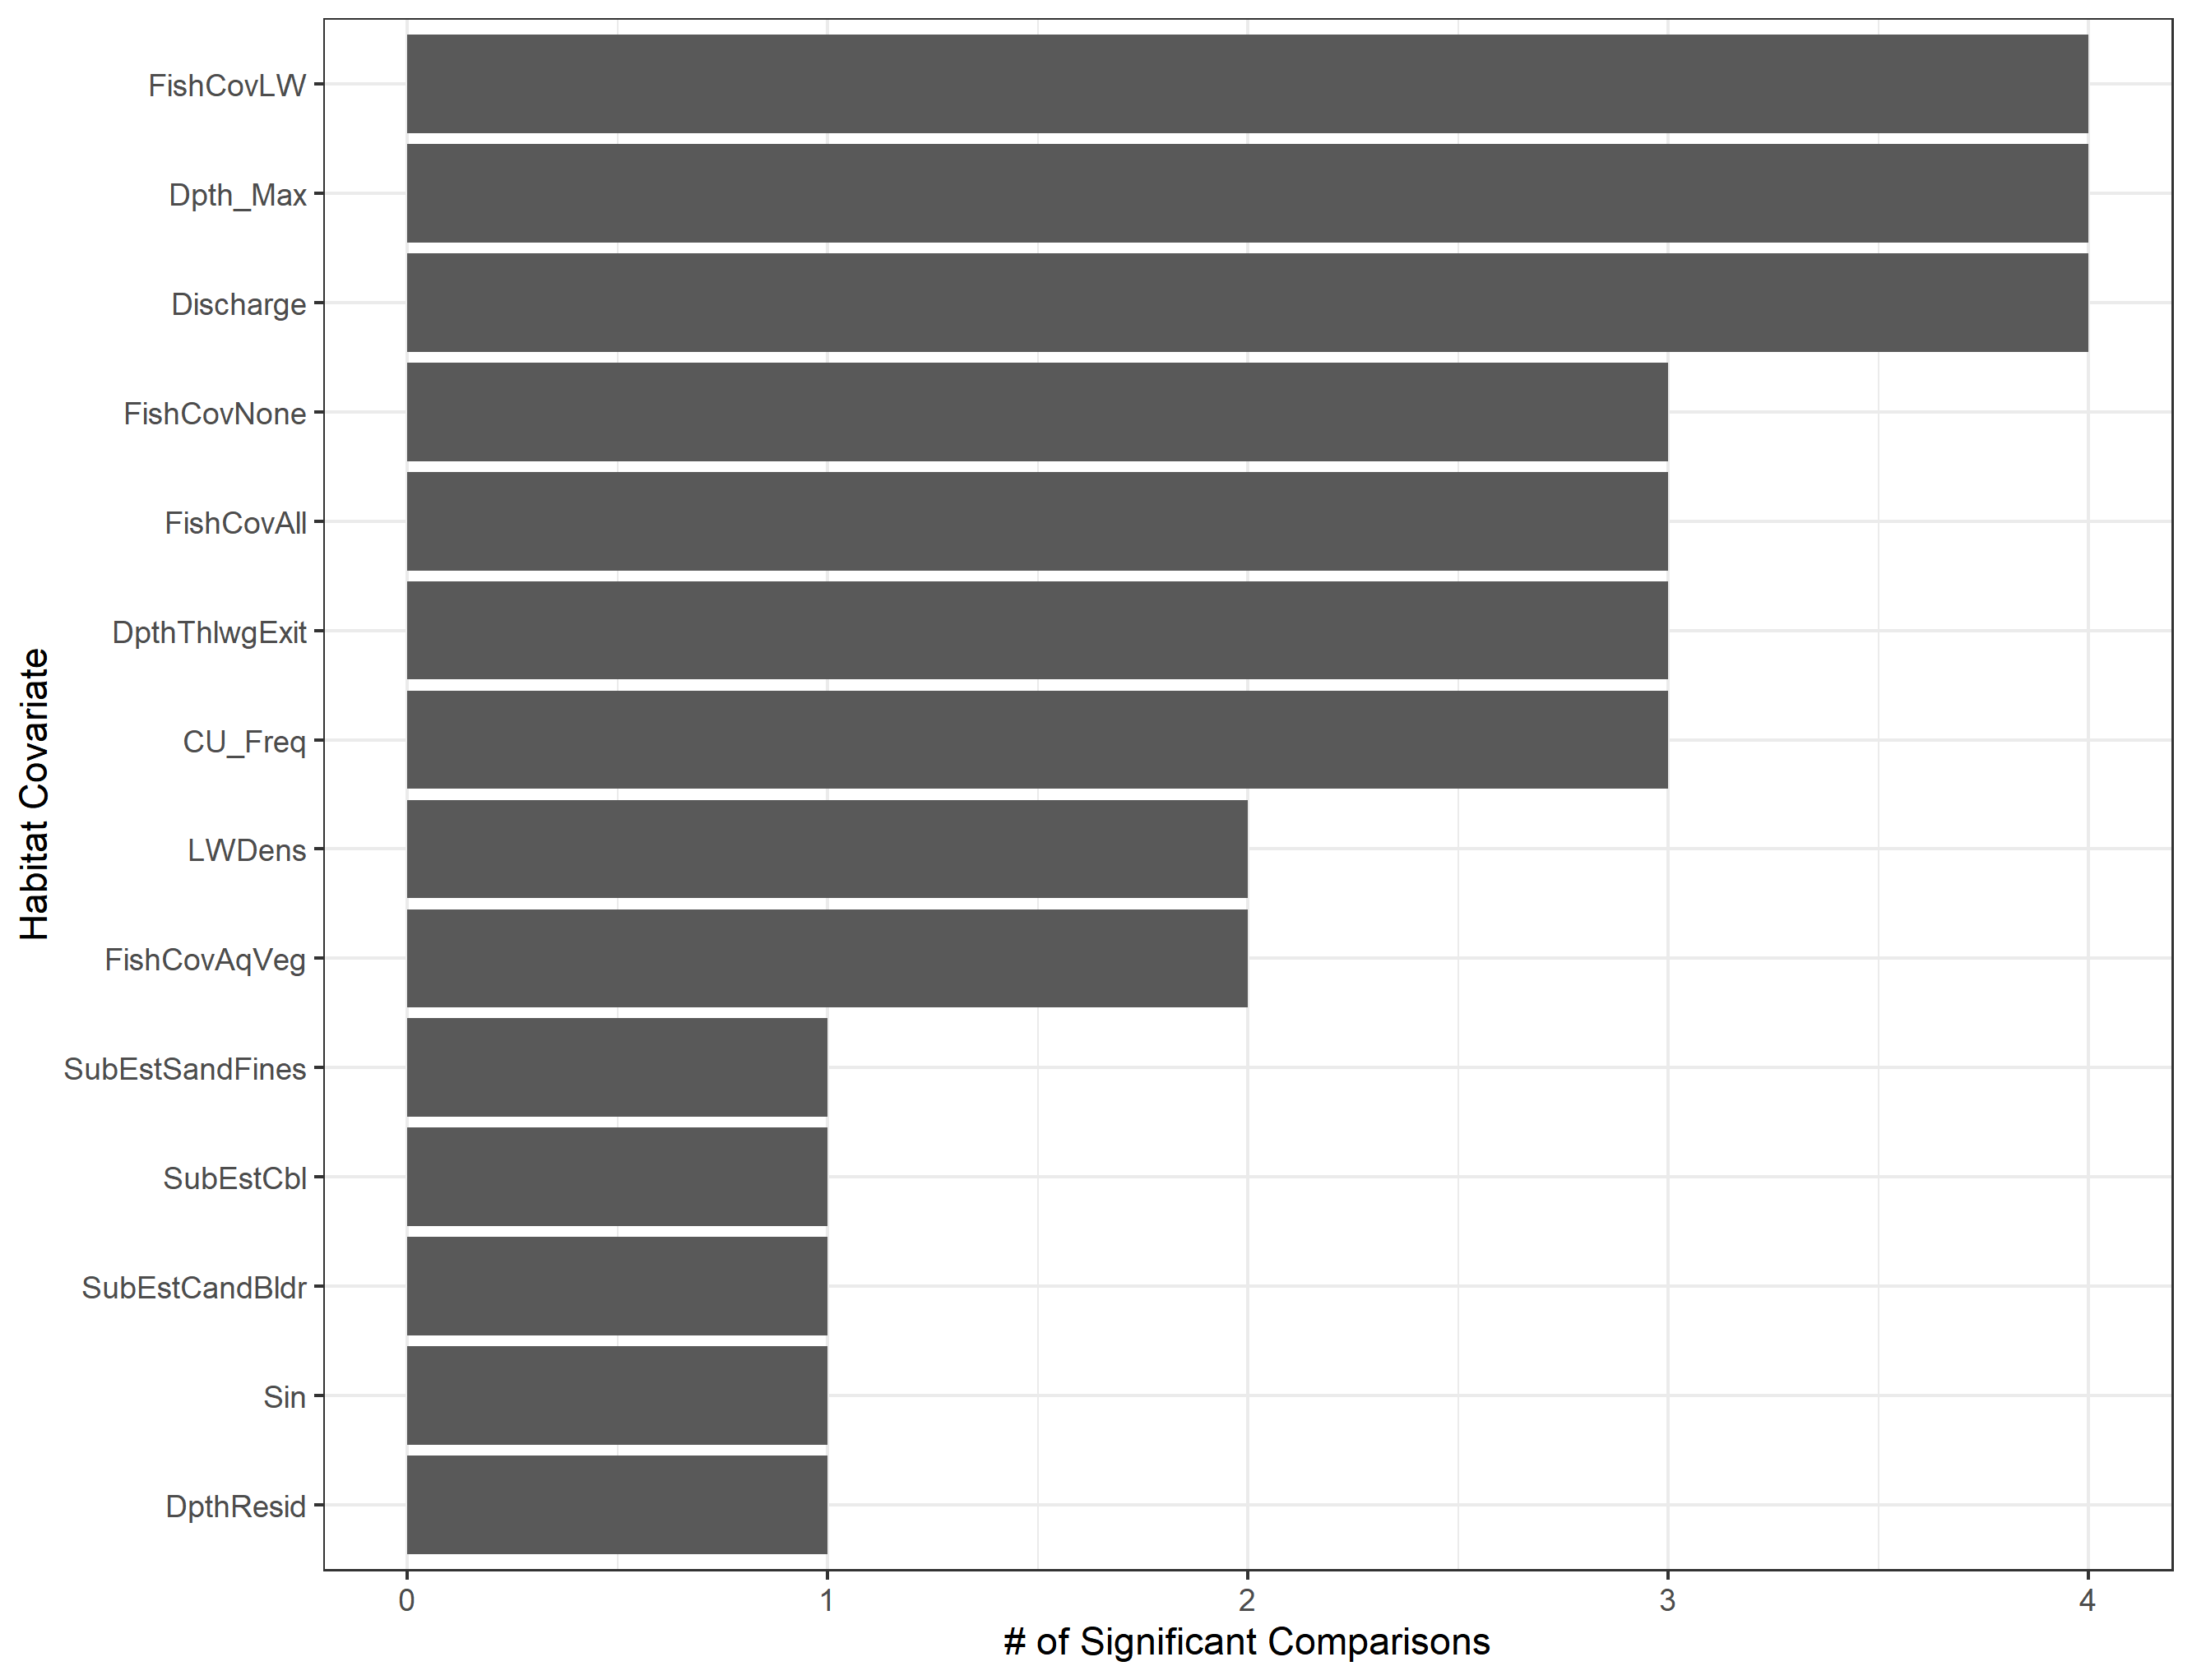 FishCovLW
Dpth_Max
Discharge
FishCovNone
FishCovAll
DpthThlwgExit
CU_Freq
LWDens
FishCovAqVeg
SubEstSandFines
SubEstCbl
SubEstCandBldr
Sin
DpthResid
Habitat Covariate
0 1 2 3 4
# of Significant Comparisons